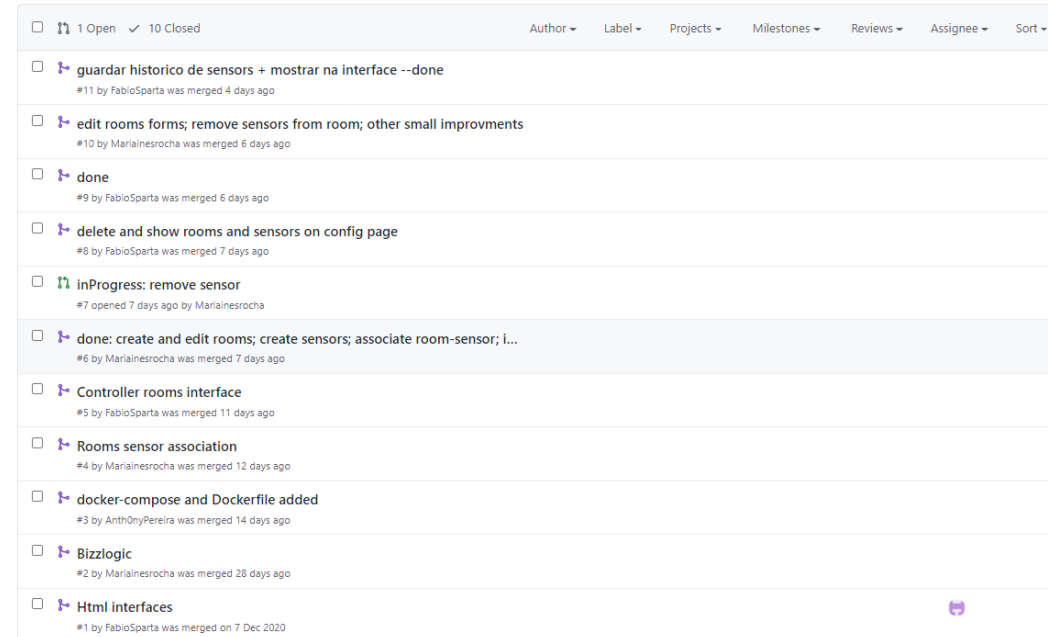 1 Open 10 Closed Author Label Projects Milestones Reviews Assignee Sort
guardar historico de sensors + mostrar na interface --done
#11 by FabioSparta was merged 4 days ago
edit rooms forms; remove sensors from room; other small improvments
#10 by Mariainesrocha was merged 6 days ago
done
#9 by FabioSparta was merged 6 days ago
delete and show rooms and sensors on config page
#8 by FabioSparta was merged 7 days ago
inProgress: remove sensor
#7 opened 7 days ago by Mariainesrocha
done: create and edit rooms; create sensors; associate room-sensor; i...
#6 by Mariainesrocha was merged 7 days ago
Controller rooms interface
#5 by FabioSparta was merged 11 days ago
Rooms sensor association
#4 by Mariainesrocha was merged 12 days ago
docker-compose and Dockerfile added
#3 by Anth0nyPereira was merged 14 days ago
Bizzlogic
#2 by Mariainesrocha was merged 28 days ago
Html interfaces
#1 by FabioSparta was merged on 7 Dec 2020